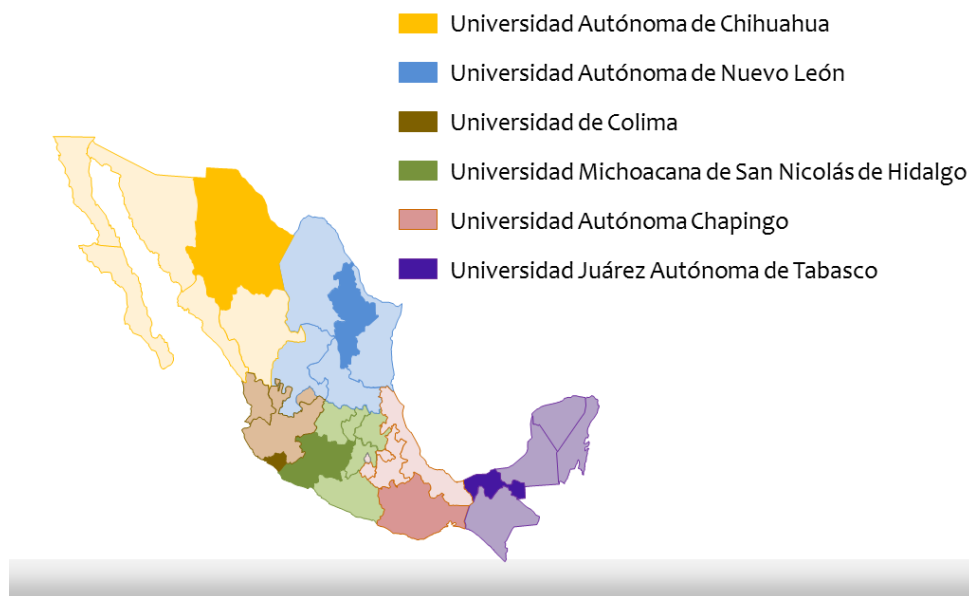 Universidad Autónoma de Chihuahua
Universidad Autónoma de Nuevo León
Universidad de Colima
Universidad Michoacana de San Nicolás de Hidalgo
Universidad Autónoma Chapingo
Universidad Juárez Autónoma de Tabasco